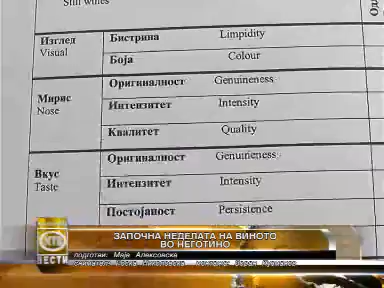 Still wines
Изглед
Visual
Бистрина Limpidity
Боја Colour
Мирис
Nose
Оригиналност Genuineness
Интензитет Intensity
Квалитет Quality
Вкус
Taste
Оригиналност Genuineness
Интензитет Intensity
Постојаност Persistence
ЗАПОЧНА НЕДЕЛАТА НА ВИНОТО
ВО НЕГОТИНО
ВЕСТИ
подготви: Маја Алексовска